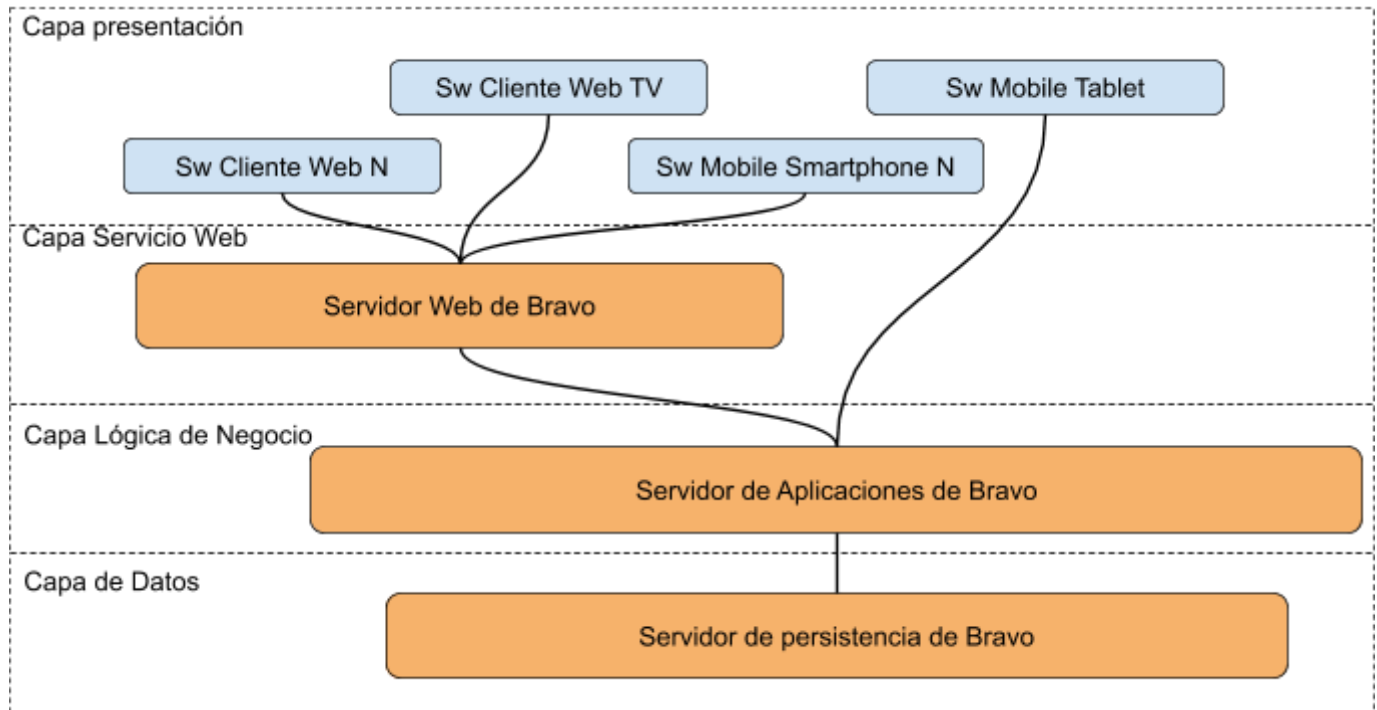 Capa presentación
Sw Cliente Web TV
Sw Mobile Tablet
Sw Cliente Web N
Sw Mobile Smartphone N
Capa Servicio Web
Servidor Web de Bravo
Capa Lógica de Negocio
Servidor de Aplicaciones de Bravo
Capa de Datos
Servidor de persistencia de Bravo